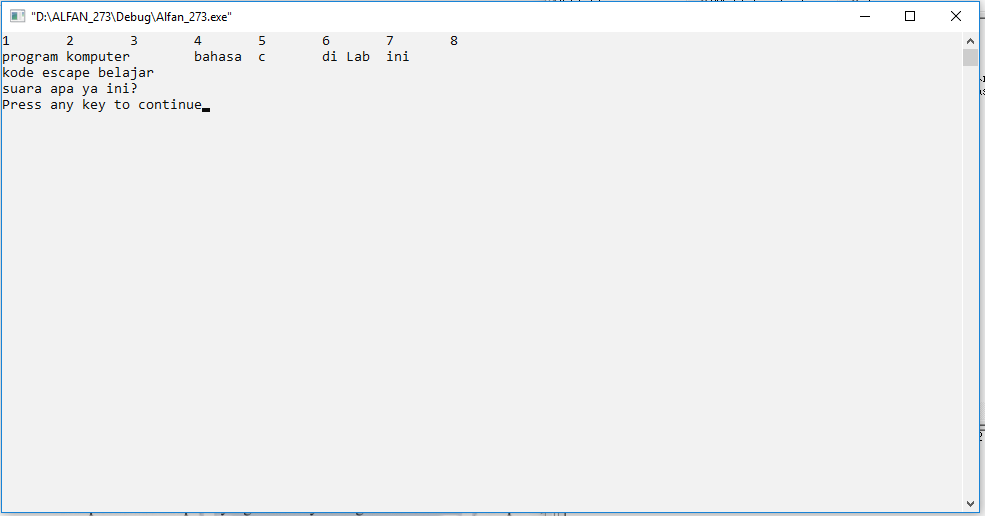 "D:\ALFAN_273\Debug\Alfan_273.exe"
1 2 3 4 5 6 7 8
program komputer bahasa c di Lab ini
kode escape belajar
suara apa ya ini?
Press any key to continue